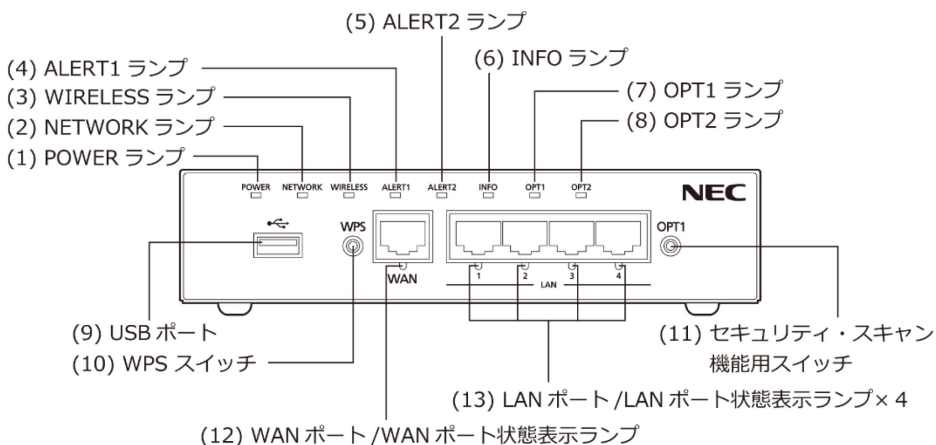 (5) ALERT2 ランプ
(4) ALERT1 ランプ
(6) INFO ランプ
(3) WIRELESS ランプ
(7) OPT1 ランプ
(2) NETWORK ランプ
(8) OPT2 ランプ
(1) POWER ランプ
POWER NETWORK WIRELESS ALERT1 ALERT2 INFO OPT1 OPT2
NEC
WPS
OPT1
WAN
1 2 3 4
LAN
(9) USB ポート
(10) WPS スイッチ
(11) セキュリティ・スキャン
機能用スイッチ
(13) LAN ポート /LAN ポート状態表示ランプ× 4
(12) WAN ポート /WAN ポート状態表示ランプ